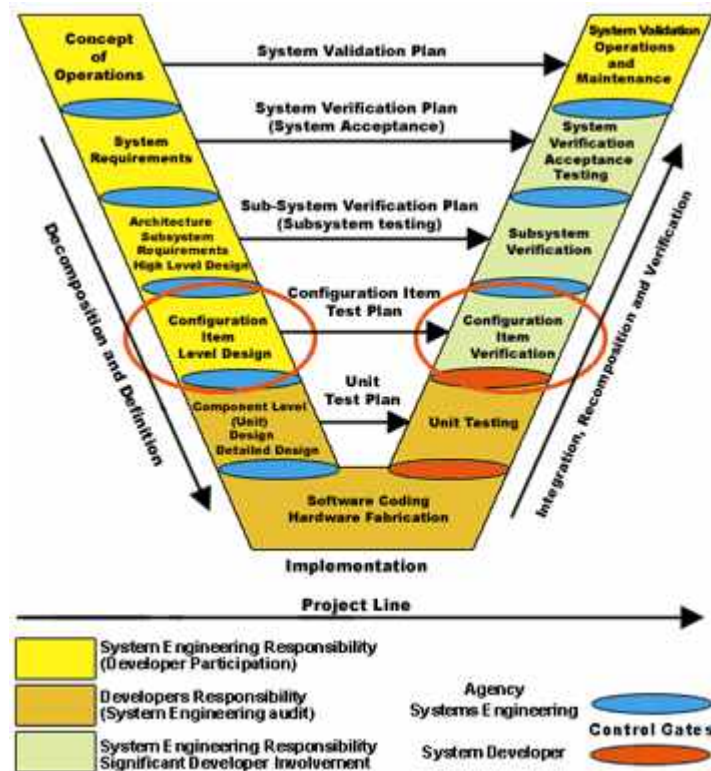 Concept
of
Operations
System Validation Plan
System Validation
Operations
and
Maintenance
System Verification Plan
(System Acceptance)
System
Requirements
System
Verification
Acceptance
Testing
Sub-System Verification Plan
(Subsystem testing)
Architecture
Subsystem
Requirements
High Level Design
Subsystem
Verification
Decomposition and Definition
Integration, Recomposition and Verification
Configuration Item
Test Plan
Configuration
Item
Level Design
Configuration
Item
Verification
Unit
Test Plan
Component Level
(Unit)
Design
Detailed Design
Unit Testing
Software Coding
Hardware Fabrication
Implementation
Project Line
System Engineering Responsibility
(Developer Participation)
Developers Responsibility
(System Engineering audit)
System Engineering Responsibility
Significant Developer Involvement
Agency
Systems Engineering
Control Gates
System Developer